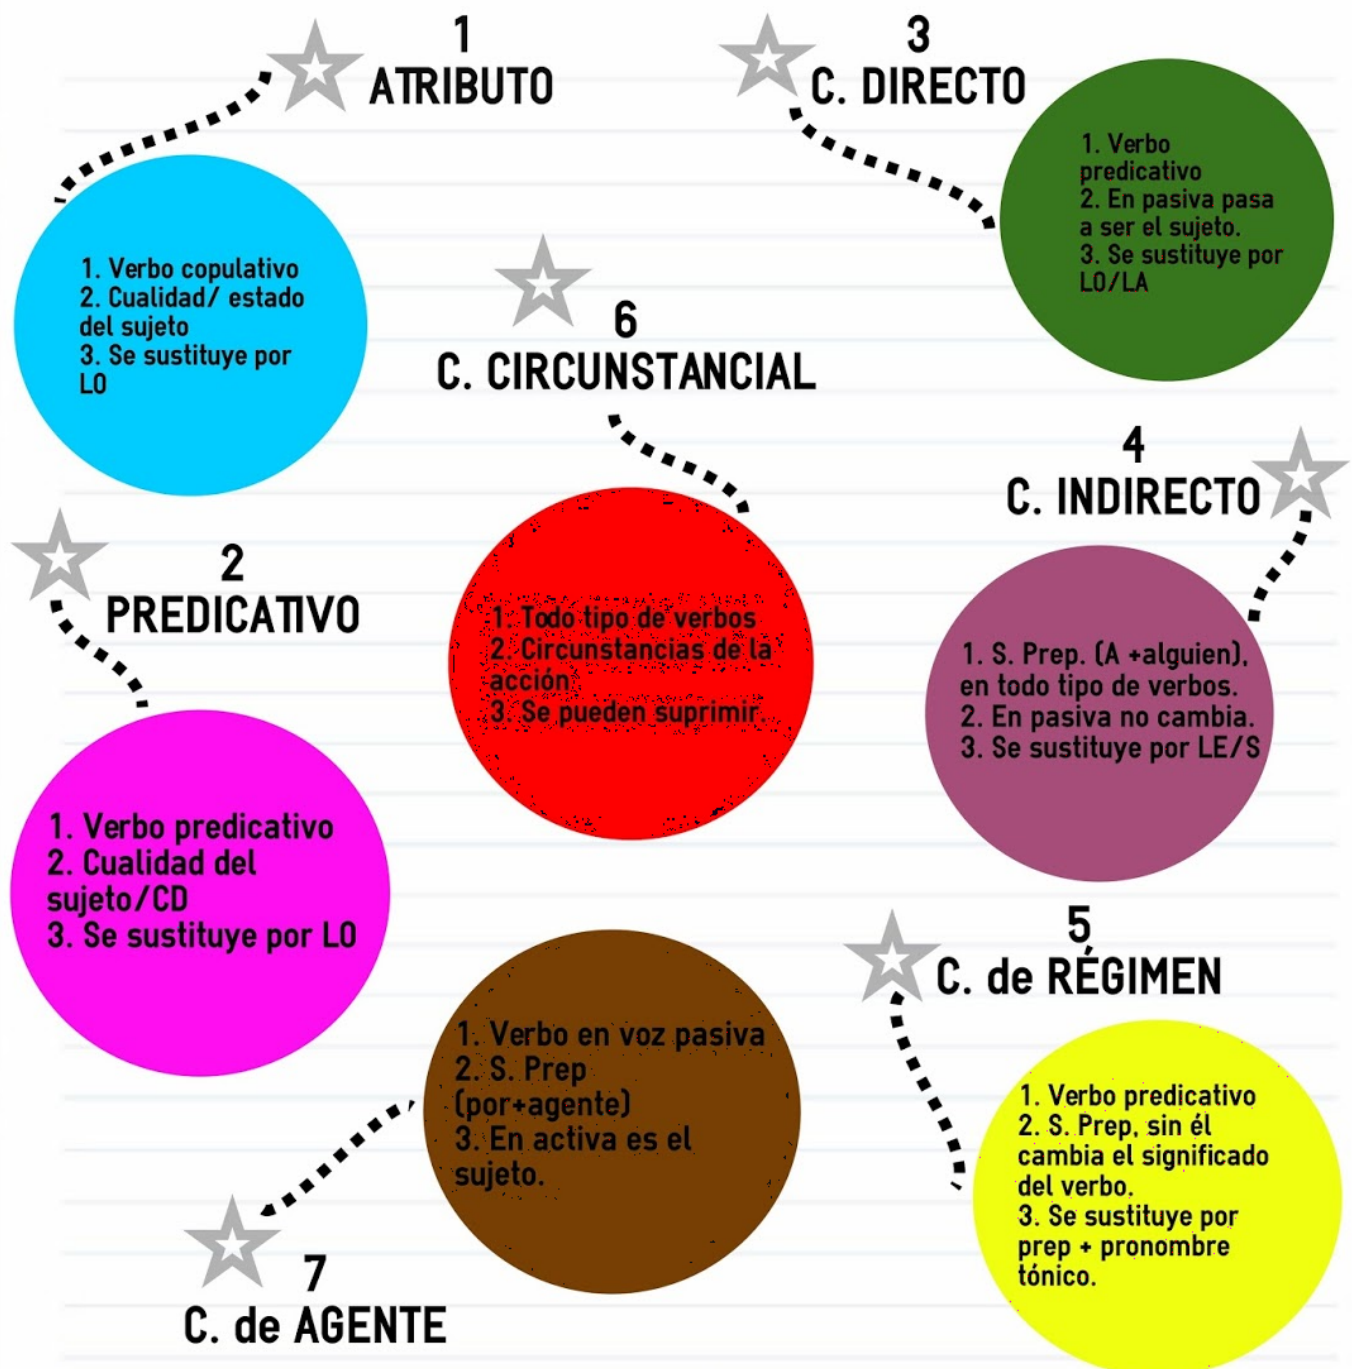 1
ATRIBUTO
1. Verbo copulativo
2. Cualidad/ estado
del sujeto
3. Se sustituye por
LO
2
PREDICATIVO
1. Verbo predicativo
2. Cualidad del
sujeto/CD
3. Se sustituye por LO
3
C. DIRECTO
1. Verbo
predicativo
2. En pasiva pasa
a ser el sujeto.
3. Se sustituye por
LO/LA
4
C. INDIRECTO
1. S. Prep. (A +alguien),
en todo tipo de verbos.
2. En pasiva no cambia.
3. Se sustituye por LE/S
5
C. de RÉGIMEN
1. Verbo predicativo
2. S. Prep, sin él
cambia el significado
del verbo.
3. Se sustituye por
prep + pronombre
tónico.
6
C. CIRCUNSTANCIAL
1. Todo tipo de verbos
2. Circunstancias de la
acción
3. Se pueden suprimir.
7
C. de AGENTE
1. Verbo en voz pasiva
2. S. Prep
(por+agente)
3. En activa es el
sujeto.